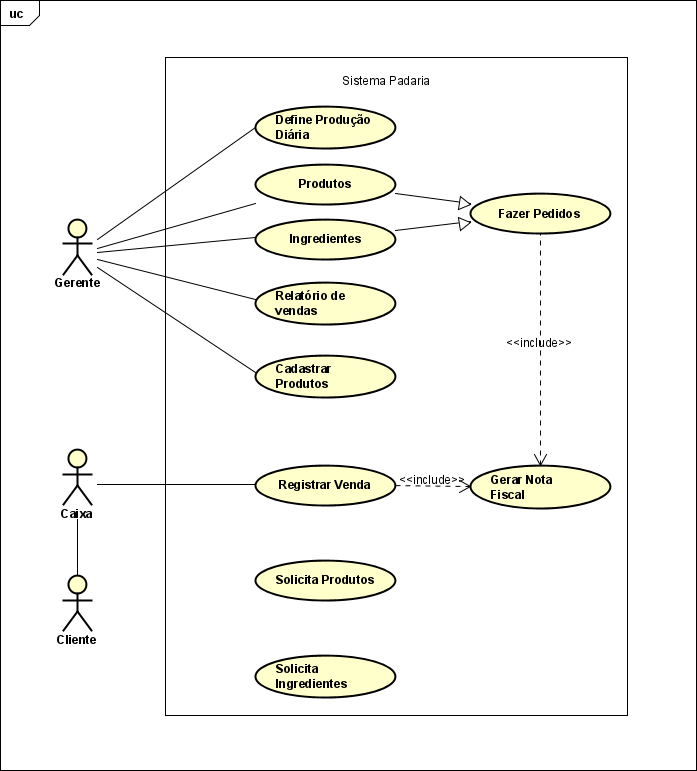 uc
Sistema Padaria
Define Produção
Diária
Produtos
Fazer Pedidos
Ingredientes
Gerente
Relatório de
vendas
<<include>>
Cadastrar
Produtos
Caixa
Registrar Venda
<<include>>
Gerar Nota
Fiscal
Solicita Produtos
Cliente
Solicita
Ingredientes